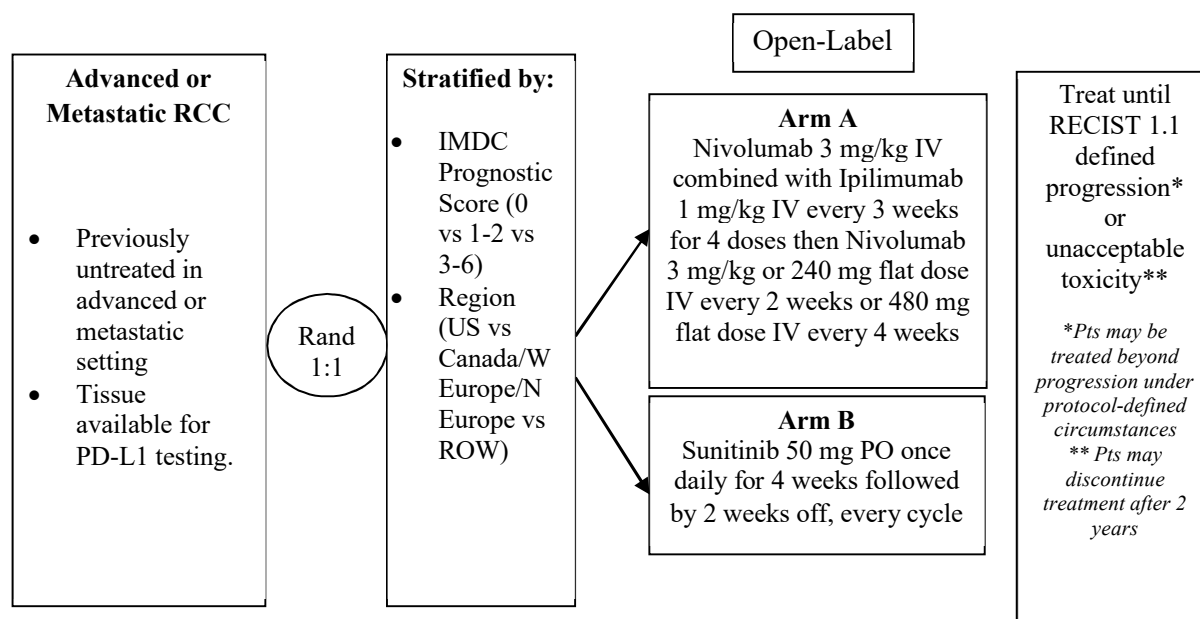 Advanced or
Metastatic RCC
• Previously
untreated in
advanced or
metastatic
setting
• Tissue
available for
PD-L1 testing.
Rand
1:1
Stratified by:
• IMDC
Prognostic
Score (0
vs 1-2 vs
3-6)
• Region
(US vs
Canada/W
Europe/N
Europe vs
ROW)
Open-Label
Arm A
Nivolumab 3 mg/kg IV
combined with Ipilimumab
1 mg/kg IV every 3 weeks
for 4 doses then Nivolumab
3 mg/kg or 240 mg flat dose
IV every 2 weeks or 480 mg
flat dose IV every 4 weeks
Arm B
Sunitinib 50 mg PO once
daily for 4 weeks followed
by 2 weeks off, every cycle
Treat until
RECIST 1.1
defined
progression*
or
unacceptable
toxicity**
*Pts may be
treated beyond
progression under
protocol-defined
circumstances
** Pts may
discontinue
treatment after 2
years